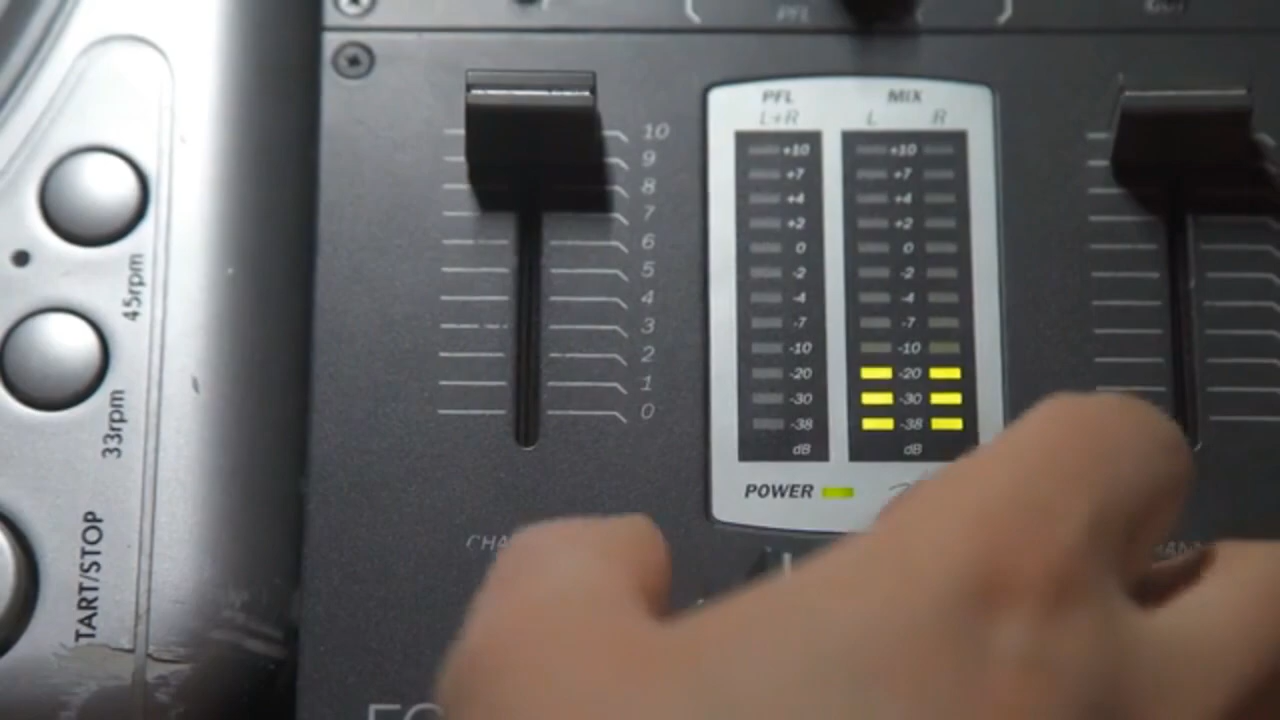 PFL
10
9
8
7
6
5
4
3
2
1
0
PFL MIX
L+R L R
+10 +10
+7 +7
+4 +4
+2 +2
0 0
-2 -2
-4 -4
-7 -7
-10 -10
-20 -20
-30 -30
-38 -38
dB dB
POWER
45rpm
33rpm
TART/STOP
CHA